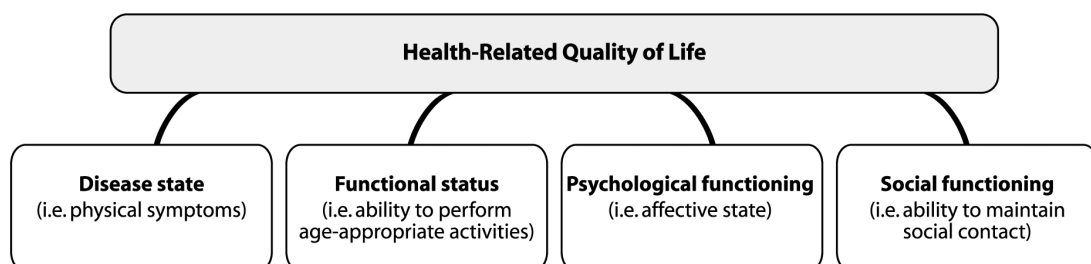 Health-Related Quality of Life
Disease state
(i.e. physical symptoms)
Functional status
(i.e. ability to perform
age-appropriate activities)
Psychological functioning
(i.e. affective state)
Social functioning
(i.e. ability to maintain
social contact)